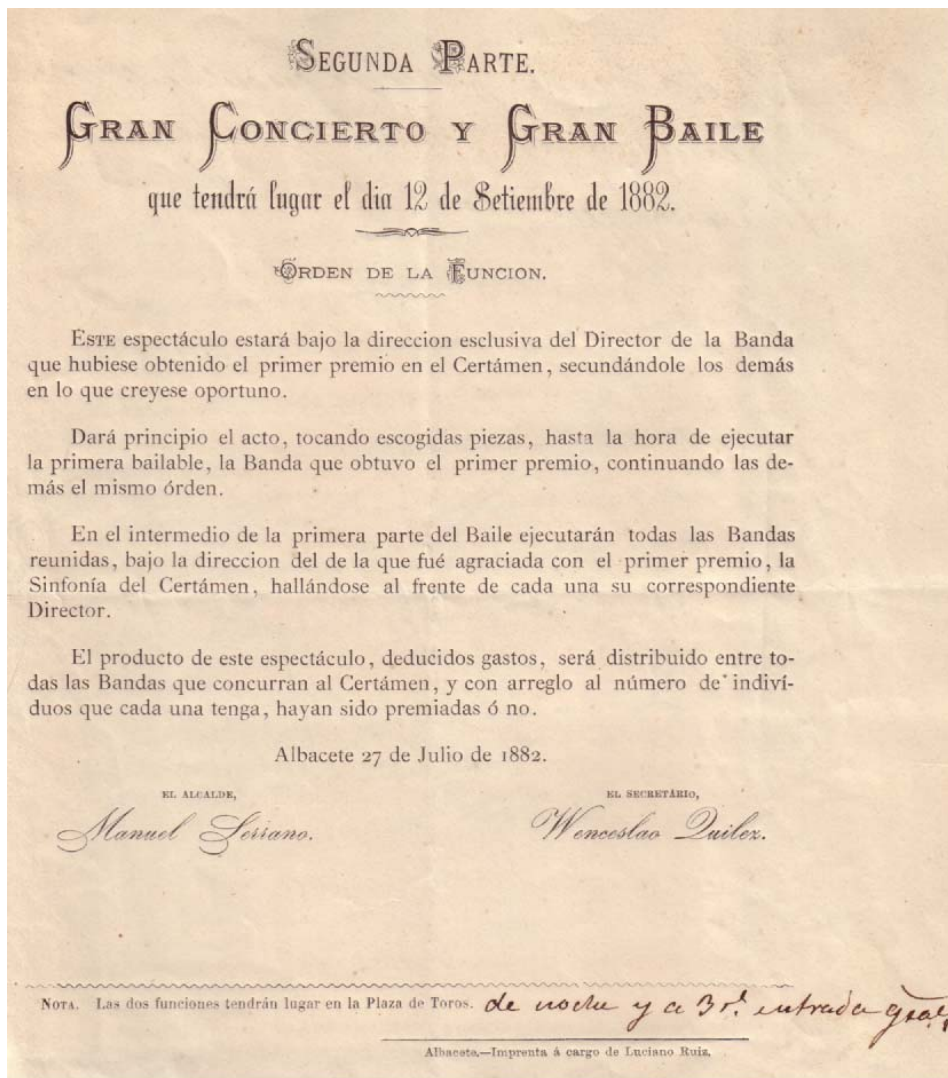 SEGUNDA PARTE.
GRAN CONCIERTO Y GRAN BAILE
que tendrá lugar el dia 12 de Setiembre de 1882.
ORDEN DE LA FUNCION.
ESTE espectáculo estará bajo la direccion esclusiva del Director de la Banda
que hubiese obtenido el primer premio en el Certámen, secundándole los demás
en lo que creyese oportuno.
Dará principio el acto, tocando escogidas piezas, hasta la hora de ejecutar
la primera bailable, la Banda que obtuvo el primer premio, continuando las de-
más el mismo órden.
En el intermedio de la primera parte del Baile ejecutarán todas las Bandas
reunidas, bajo la direccion del de la que fué agraciada con el primer premio, la
Sinfonía del Certámen, hallándose al frente de cada una su correspondiente
Director.
El producto de este espectáculo, deducidos gastos, será distribuido entre to-
das las Bandas que concurran al Certámen, y con arreglo al número de indiví-
duos que cada una tenga, hayan sido premiadas ó no.
Albacete 27 de Julio de 1882.
EL ALCALDE, EL SECRETÁRIO,
Manuel Serrano. Wenceslao Quilez.
NOTA. Las dos funciones tendrán lugar en la Plaza de Toros. de noche y a 3 r.ˢ entrada gral.
Albacete.—Imprenta á cargo de Luciano Ruiz.